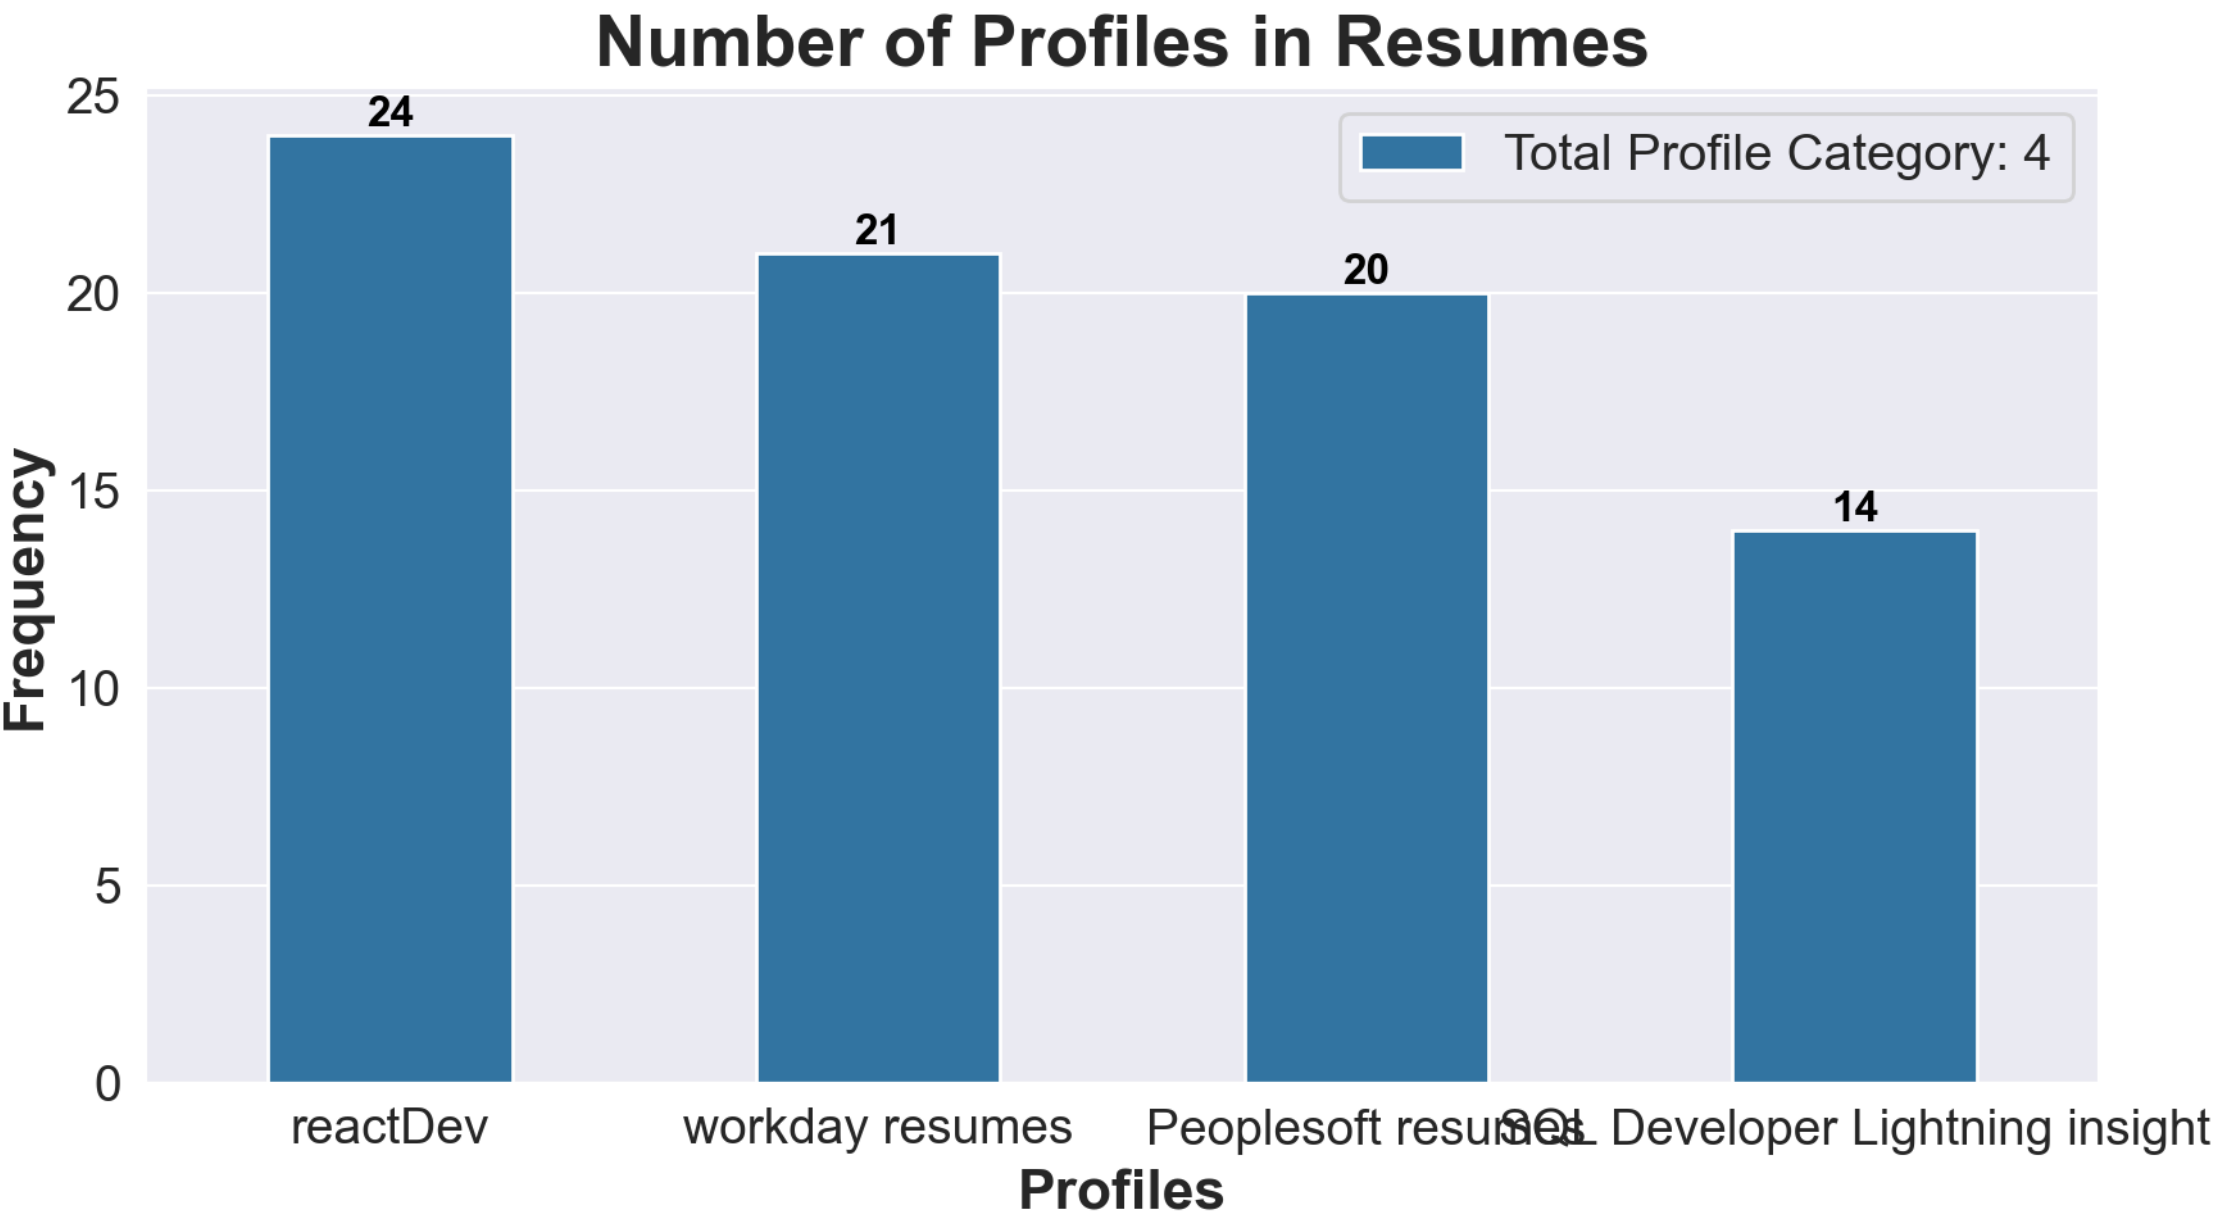 Number of Profiles in Resumes
Total Profile Category: 4
25
20
15
10
5
0
24
21
20
14
Frequency
reactDev
workday resumes
Peoplesoft resumes
SQL Developer Lightning insight
Profiles